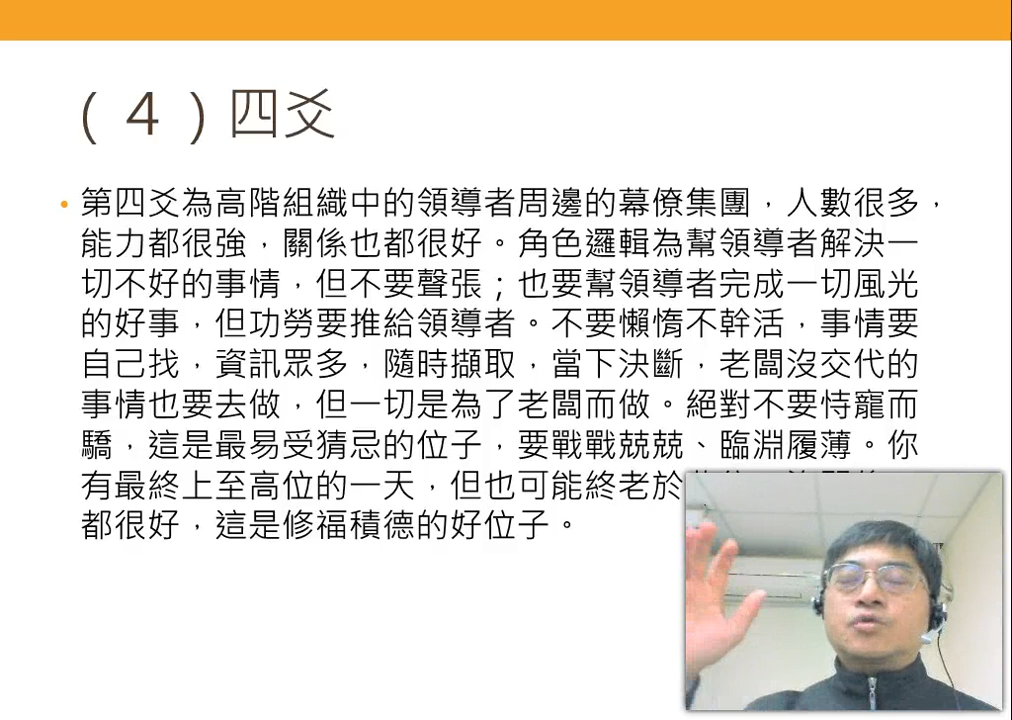 （4）四爻
• 第四爻為高階組織中的領導者周邊的幕僚集團，人數很多，
能力都很強，關係也都很好。角色邏輯為幫領導者解決一
切不好的事情，但不要聲張；也要幫領導者完成一切風光
的好事，但功勞要推給領導者。不要懶惰不幹活，事情要
自己找，資訊眾多，隨時擷取，當下決斷，老闆沒交代的
事情也要去做，但一切是為了老闆而做。絕對不要恃寵而
驕，這是最易受猜忌的位子，要戰戰兢兢、臨淵履薄。你
有最終上至高位的一天，但也可能終老於
都很好，這是修福積德的好位子。